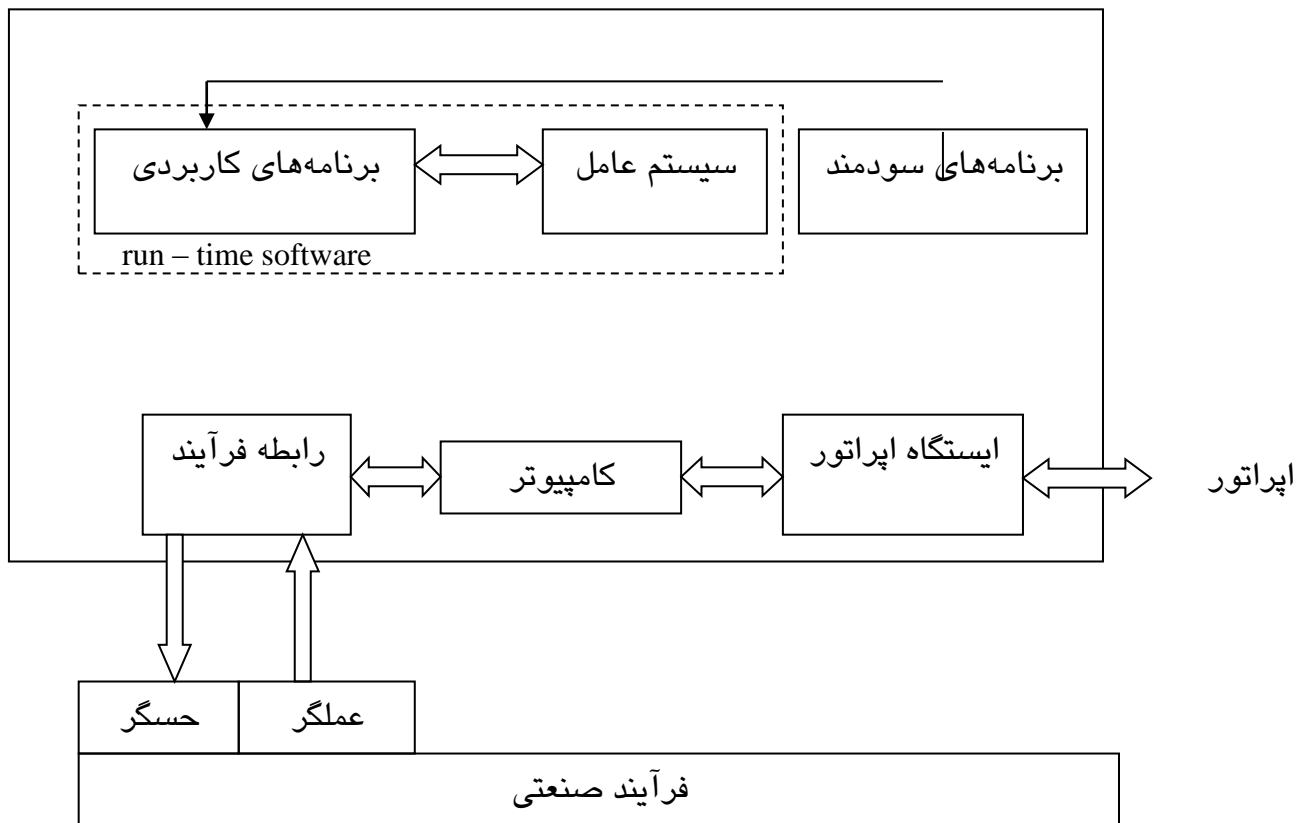 برنامه‌های سودمند
سیستم عامل
برنامه‌های کاربردی
run – time software
اپراتور
ایستگاه اپراتور
کامپیوتر
رابطه فرآیند
عملگر
حسگر
فرآیند صنعتی